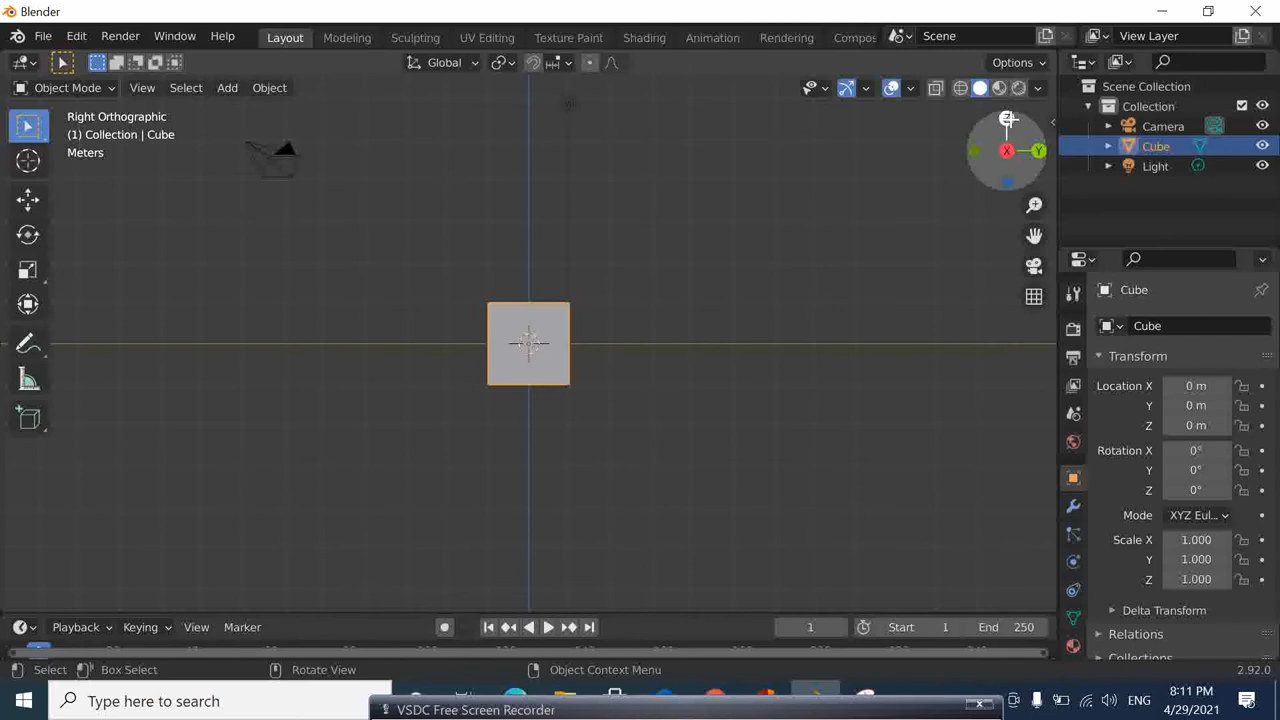 Blender
File Edit Render Window Help
Layout Modeling Sculpting UV Editing Texture Paint Shading Animation Rendering Compos
Scene
View Layer
Global
Options
Object Mode View Select Add Object
Right Orthographic
(1) Collection | Cube
Meters
Z
X
Y
Scene Collection
Collection
Camera
Cube
Light
Cube
Cube
Transform
Location X 0 m
Y 0 m
Z 0 m
Rotation X 0°
Y 0°
Z 0°
Mode XYZ Eul...
Scale X 1.000
Y 1.000
Z 1.000
Delta Transform
Relations
Collections
Playback Keying View Marker
1
Start 1
End 250
Select Box Select Rotate View Object Context Menu
2.92.0
Type here to search
VSDC Free Screen Recorder
ENG
8:11 PM
4/29/2021